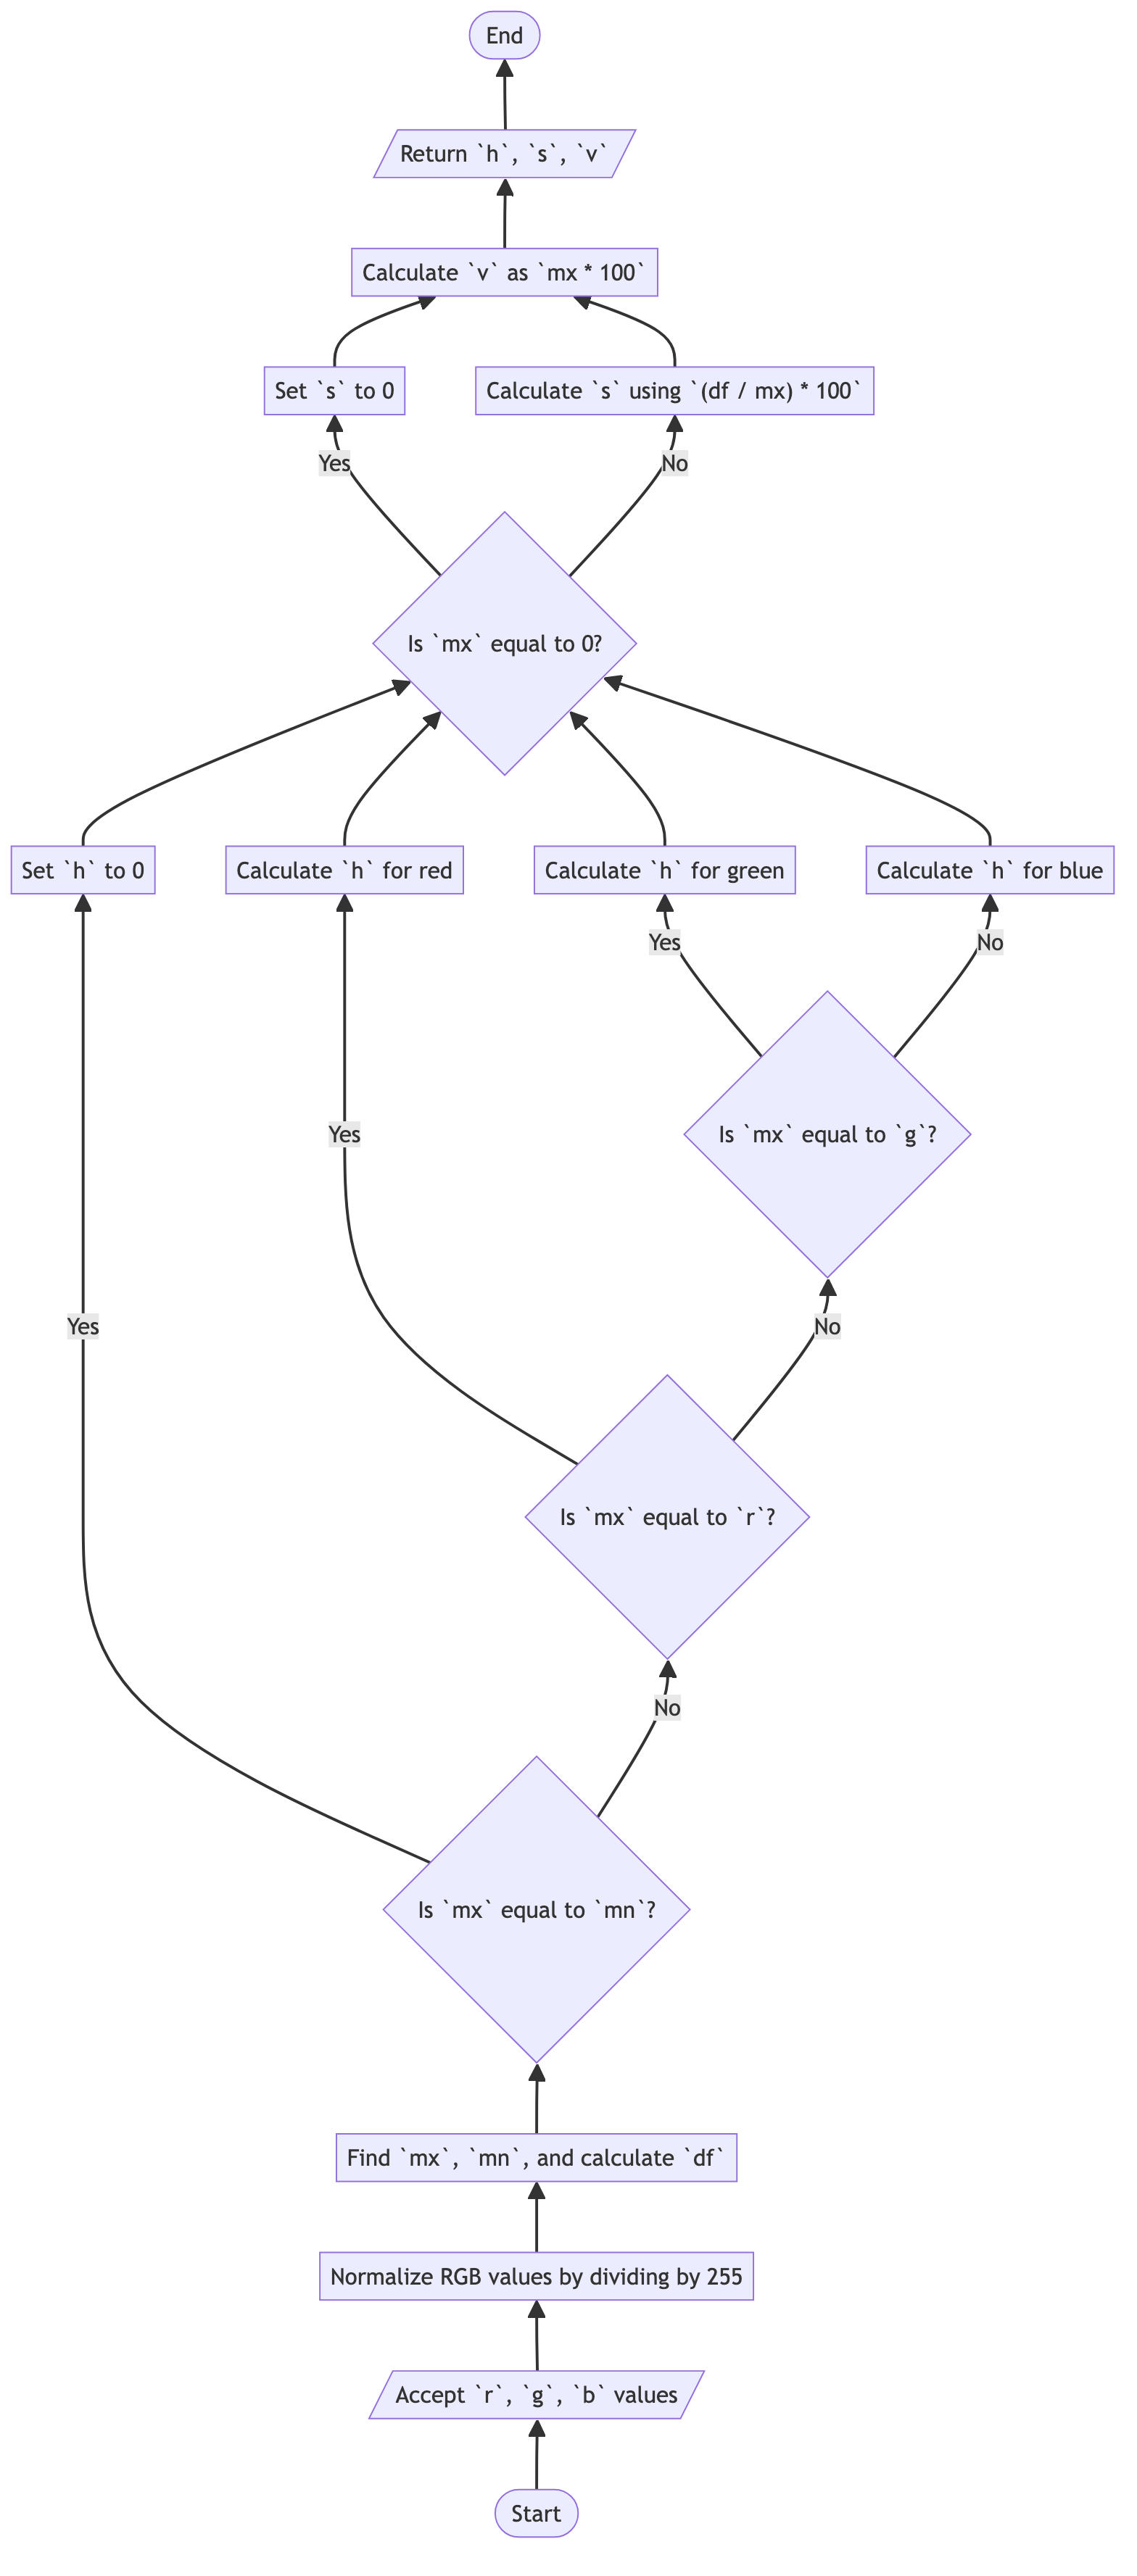 End
Return `h`, `s`, `v`
Calculate `v` as `mx * 100`
Set `s` to 0
Calculate `s` using `(df / mx) * 100`
Yes
No
Is `mx` equal to 0?
Set `h` to 0
Calculate `h` for red
Calculate `h` for green
Calculate `h` for blue
Yes
No
Is `mx` equal to `g`?
Yes
Yes
No
Is `mx` equal to `r`?
No
Is `mx` equal to `mn`?
Find `mx`, `mn`, and calculate `df`
Normalize RGB values by dividing by 255
Accept `r`, `g`, `b` values
Start